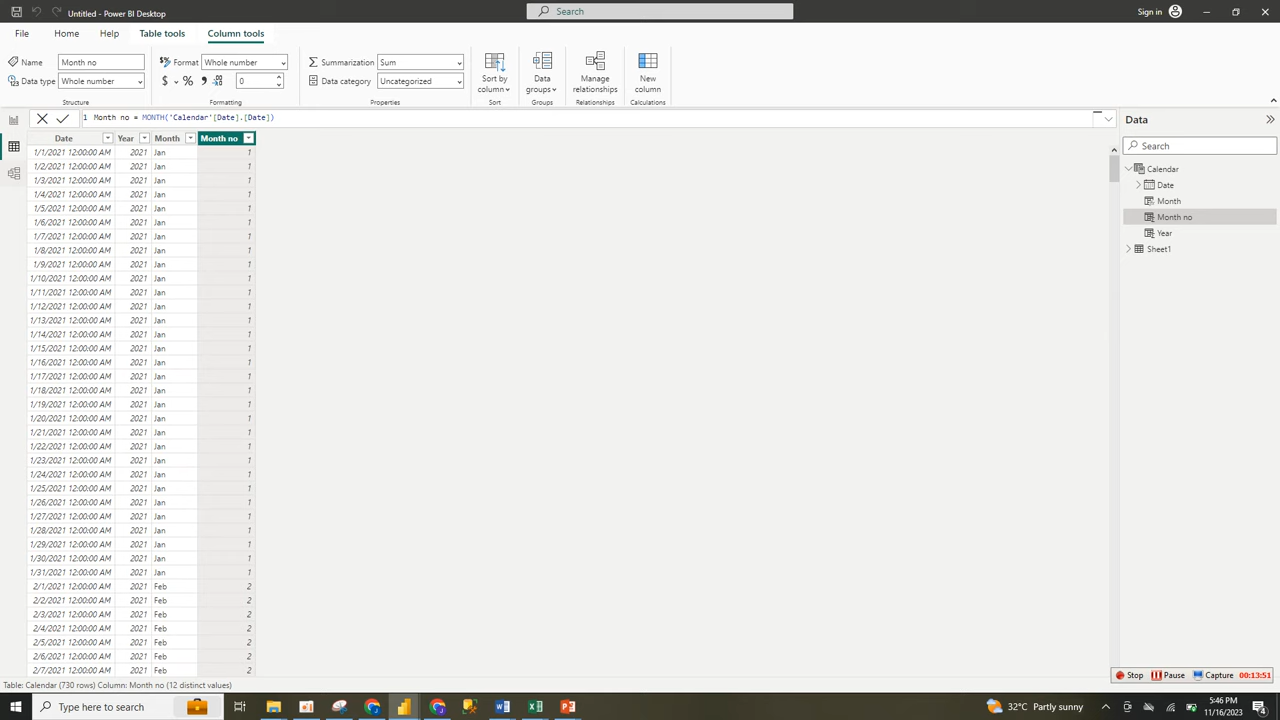 Untitled - Power BI Desktop
Search
Sign in
File
Home
Help
Table tools
Column tools
Name
Month no
Format
Whole number
Summarization
Sum
Data type
Whole number
$
%
0
Data category
Uncategorized
Sort by
column
Data
groups
Manage
relationships
New
column
Structure
Formatting
Properties
Sort
Groups
Relationships
Calculations
1 Month no = MONTH('Calendar'[Date].[Date])
Date Year Month Month no
1/1/2021 12:00:00 AM 2021 Jan 1
1/2/2021 12:00:00 AM 2021 Jan 1
1/3/2021 12:00:00 AM 2021 Jan 1
1/4/2021 12:00:00 AM 2021 Jan 1
1/5/2021 12:00:00 AM 2021 Jan 1
1/6/2021 12:00:00 AM 2021 Jan 1
1/7/2021 12:00:00 AM 2021 Jan 1
1/8/2021 12:00:00 AM 2021 Jan 1
1/9/2021 12:00:00 AM 2021 Jan 1
1/10/2021 12:00:00 AM 2021 Jan 1
1/11/2021 12:00:00 AM 2021 Jan 1
1/12/2021 12:00:00 AM 2021 Jan 1
1/13/2021 12:00:00 AM 2021 Jan 1
1/14/2021 12:00:00 AM 2021 Jan 1
1/15/2021 12:00:00 AM 2021 Jan 1
1/16/2021 12:00:00 AM 2021 Jan 1
1/17/2021 12:00:00 AM 2021 Jan 1
1/18/2021 12:00:00 AM 2021 Jan 1
1/19/2021 12:00:00 AM 2021 Jan 1
1/20/2021 12:00:00 AM 2021 Jan 1
1/21/2021 12:00:00 AM 2021 Jan 1
1/22/2021 12:00:00 AM 2021 Jan 1
1/23/2021 12:00:00 AM 2021 Jan 1
1/24/2021 12:00:00 AM 2021 Jan 1
1/25/2021 12:00:00 AM 2021 Jan 1
1/26/2021 12:00:00 AM 2021 Jan 1
1/27/2021 12:00:00 AM 2021 Jan 1
1/28/2021 12:00:00 AM 2021 Jan 1
1/29/2021 12:00:00 AM 2021 Jan 1
1/30/2021 12:00:00 AM 2021 Jan 1
1/31/2021 12:00:00 AM 2021 Jan 1
2/1/2021 12:00:00 AM 2021 Feb 2
2/2/2021 12:00:00 AM 2021 Feb 2
2/3/2021 12:00:00 AM 2021 Feb 2
2/4/2021 12:00:00 AM 2021 Feb 2
2/5/2021 12:00:00 AM 2021 Feb 2
2/6/2021 12:00:00 AM 2021 Feb 2
2/7/2021 12:00:00 AM 2021 Feb 2
Data
Search
Calendar
Date
Month
Month no
Year
Sheet1
Table: Calendar (730 rows) Column: Month no (12 distinct values)
Stop Pause Capture 00:13:51
Type here to search
32°C Partly sunny
5:46 PM
11/16/2023